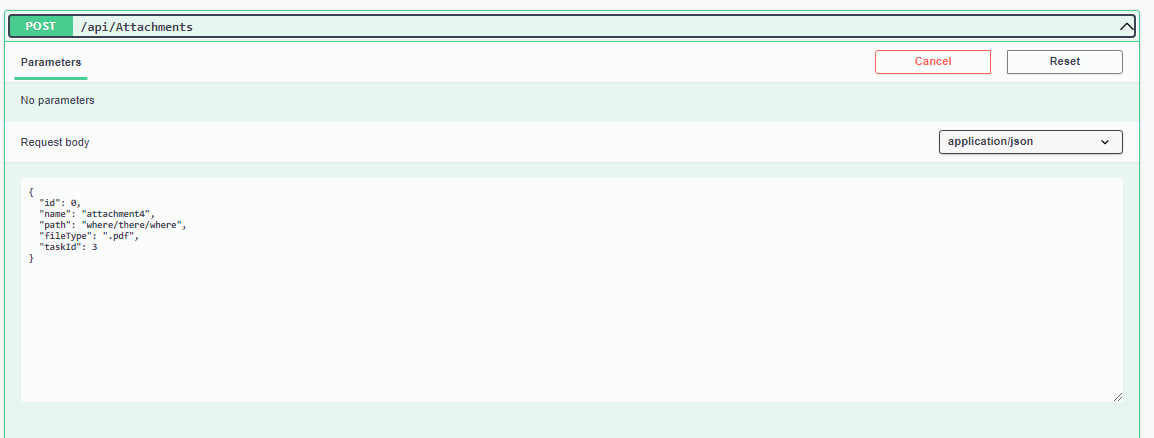 POST /api/Attachments
Parameters
Cancel
Reset
No parameters
Request body
application/json
{
  "id": 0,
  "name": "attachment4",
  "path": "where/there/where",
  "fileType": ".pdf",
  "taskId": 3
}